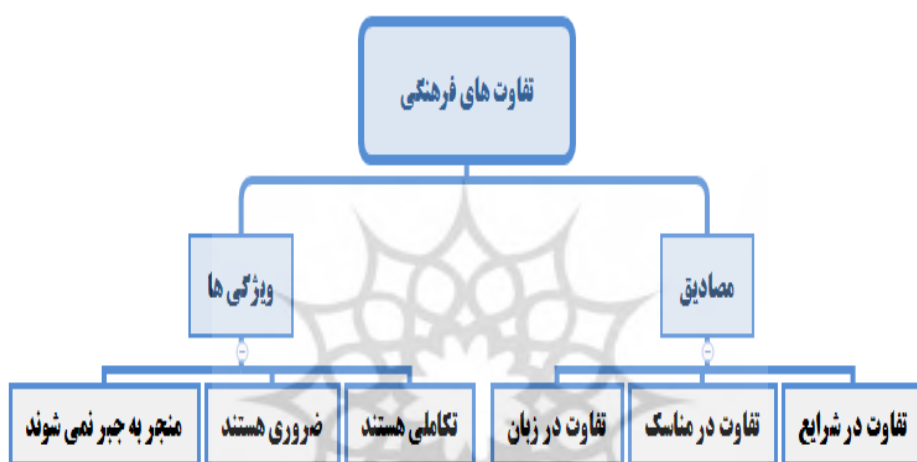 تفاوت های فرهنگی
مصادیق
ویژگی ها
تفاوت در شرایع
تفاوت در مناسک
تفاوت در زبان
تکاملی هستند
ضروری هستند
منجر به جبر نمی شوند